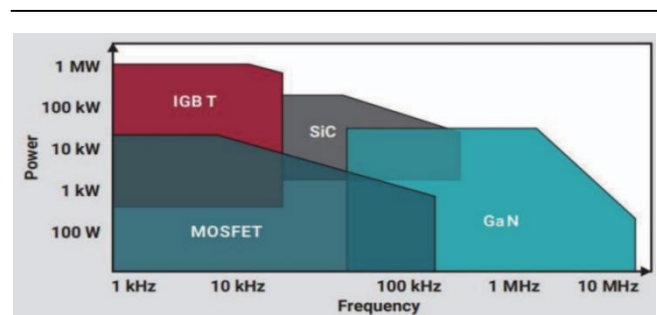 1 MW
100 kW
10 kW
1 kW
100 W
Power
IGB T
SiC
MOSFET
Ga N
1 kHz
10 kHz
100 kHz
1 MHz
10 MHz
Frequency